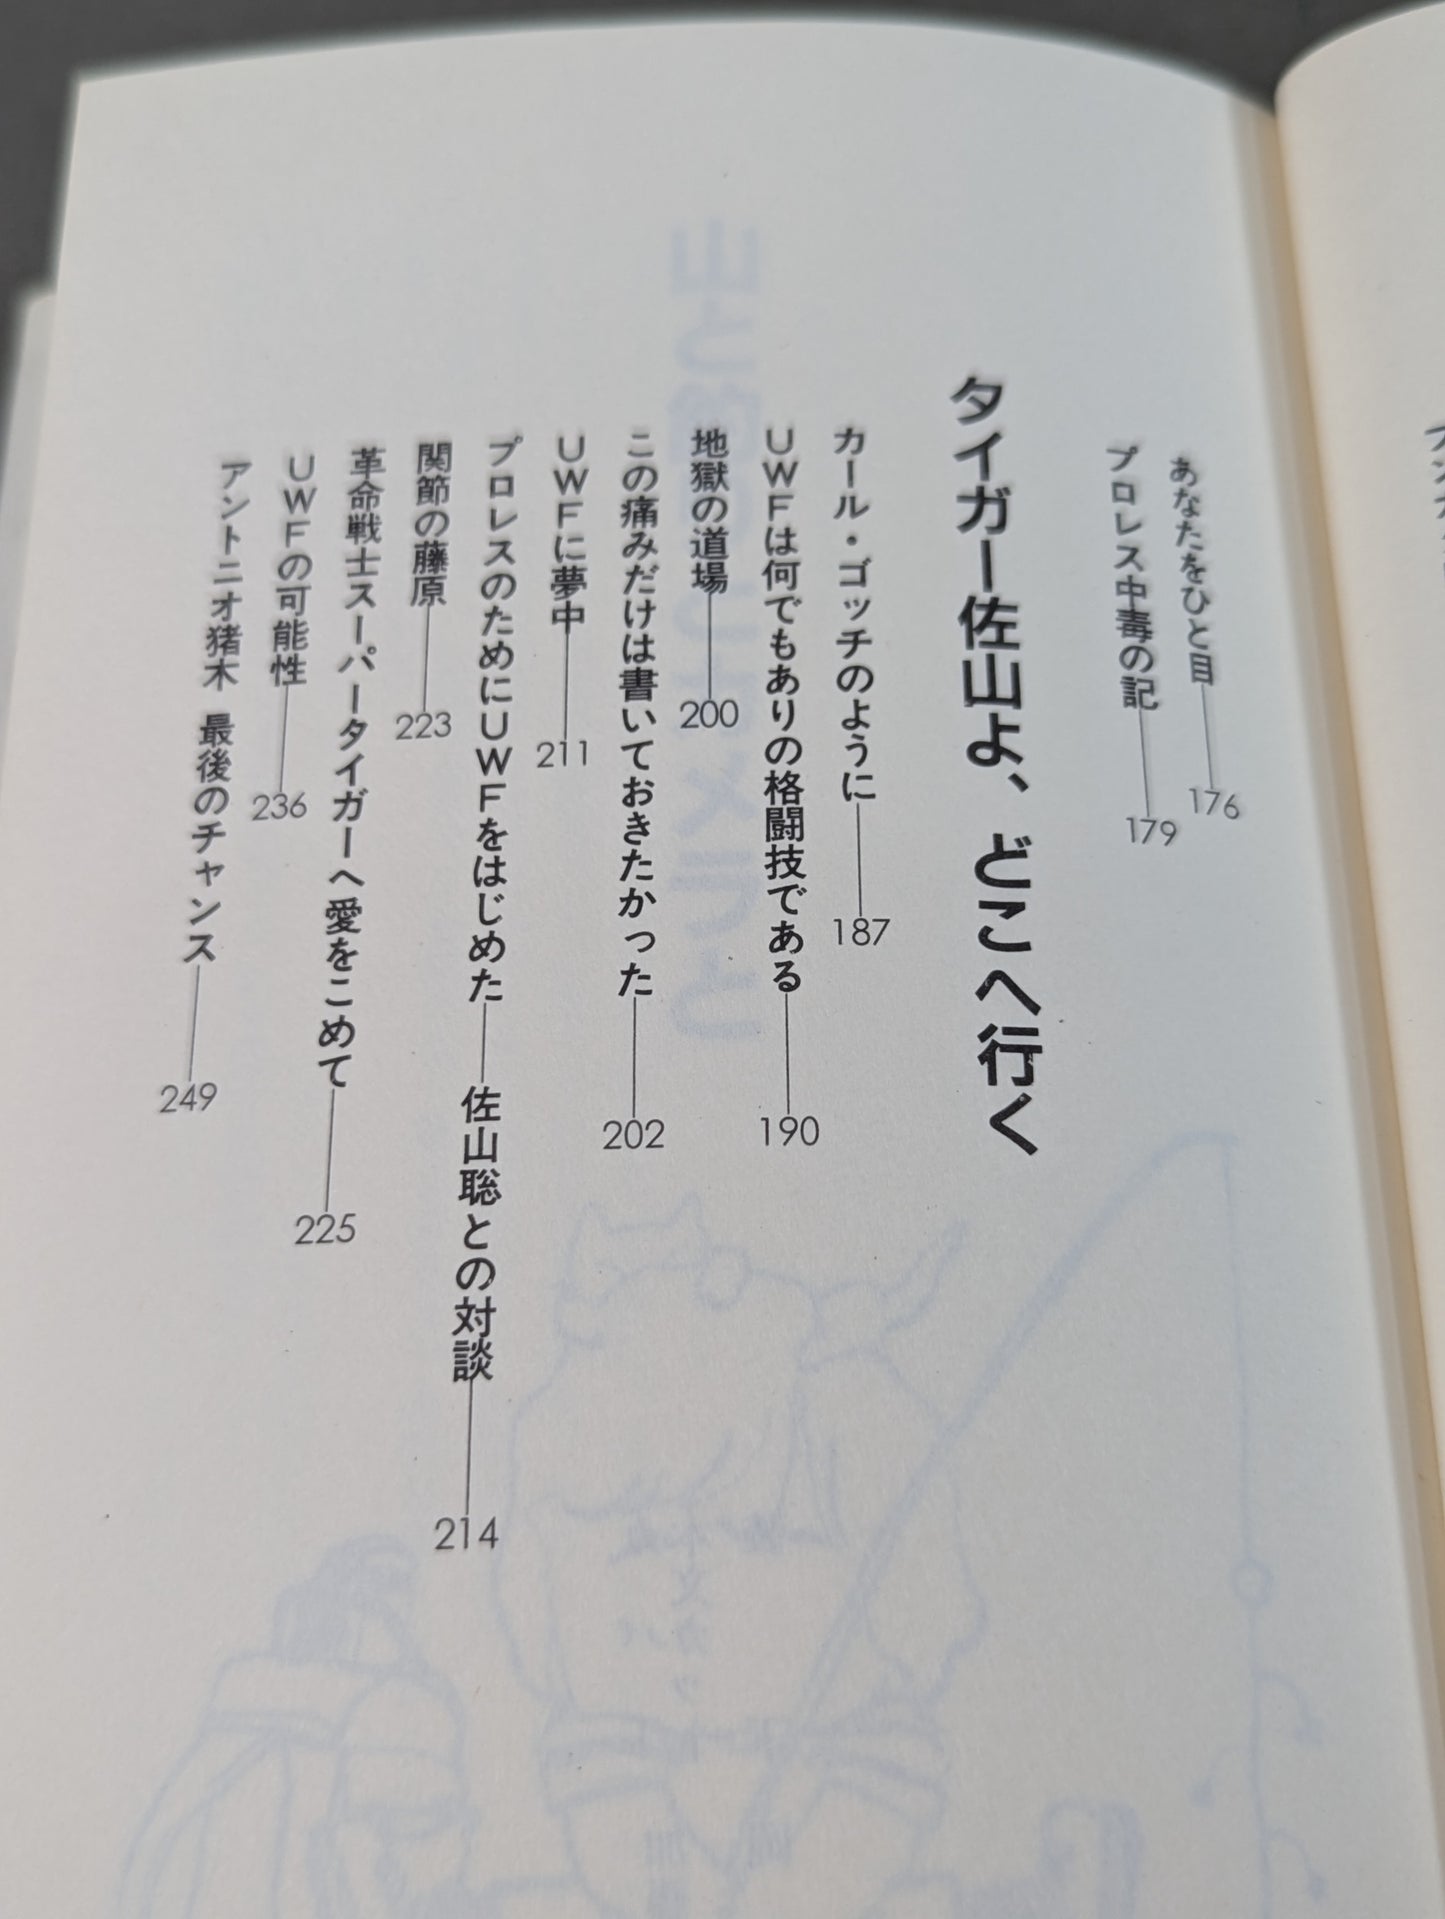 あなたをひと目 176
プロレス中毒の記 179
タイガー佐山よ、どこへ行く
カール・ゴッチのように 187
UWFは何でもありの格闘技である 190
地獄の道場 200
この痛みだけは書いておきたかった 202
UWFに夢中 211
プロレスのためにUWFをはじめた──佐山聡との対談 214
関節の藤原 223
革命戦士スーパータイガーへ愛をこめて 225
UWFの可能性 236
アントニオ猪木 最後のチャンス 249